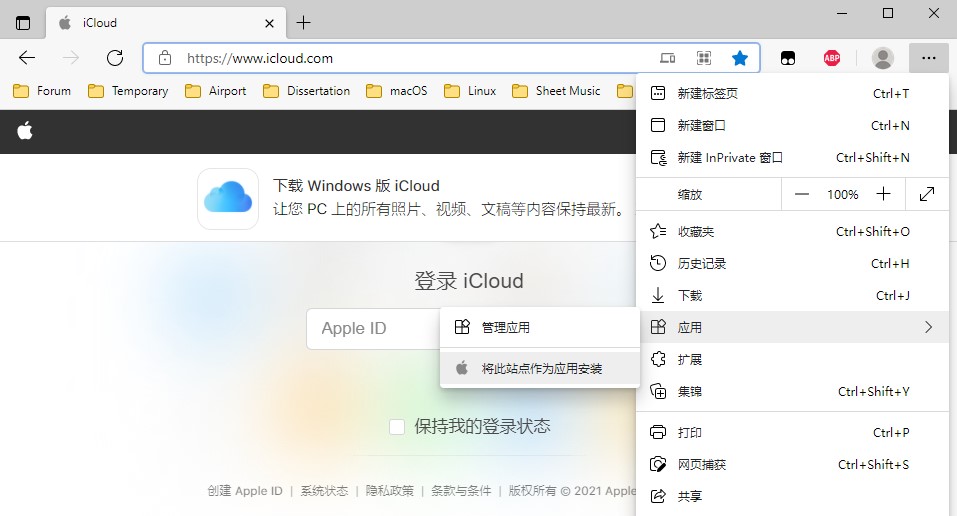 iCloud
https://www.icloud.com
ABP
Forum
Temporary
Airport
Dissertation
macOS
Linux
Sheet Music
下载 Windows 版 iCloud
让您 PC 上的所有照片、视频、文稿等内容保持最新。
登录 iCloud
Apple ID
保持我的登录状态
创建 Apple ID | 系统状态 | 隐私政策 | 条款与条件 | 版权所有 © 2021 Apple
新建标签页 Ctrl+T
新建窗口 Ctrl+N
新建 InPrivate 窗口 Ctrl+Shift+N
缩放 100%
收藏夹 Ctrl+Shift+O
历史记录 Ctrl+H
下载 Ctrl+J
应用
管理应用
将此站点作为应用安装
扩展
集锦 Ctrl+Shift+Y
打印 Ctrl+P
网页捕获 Ctrl+Shift+S
共享